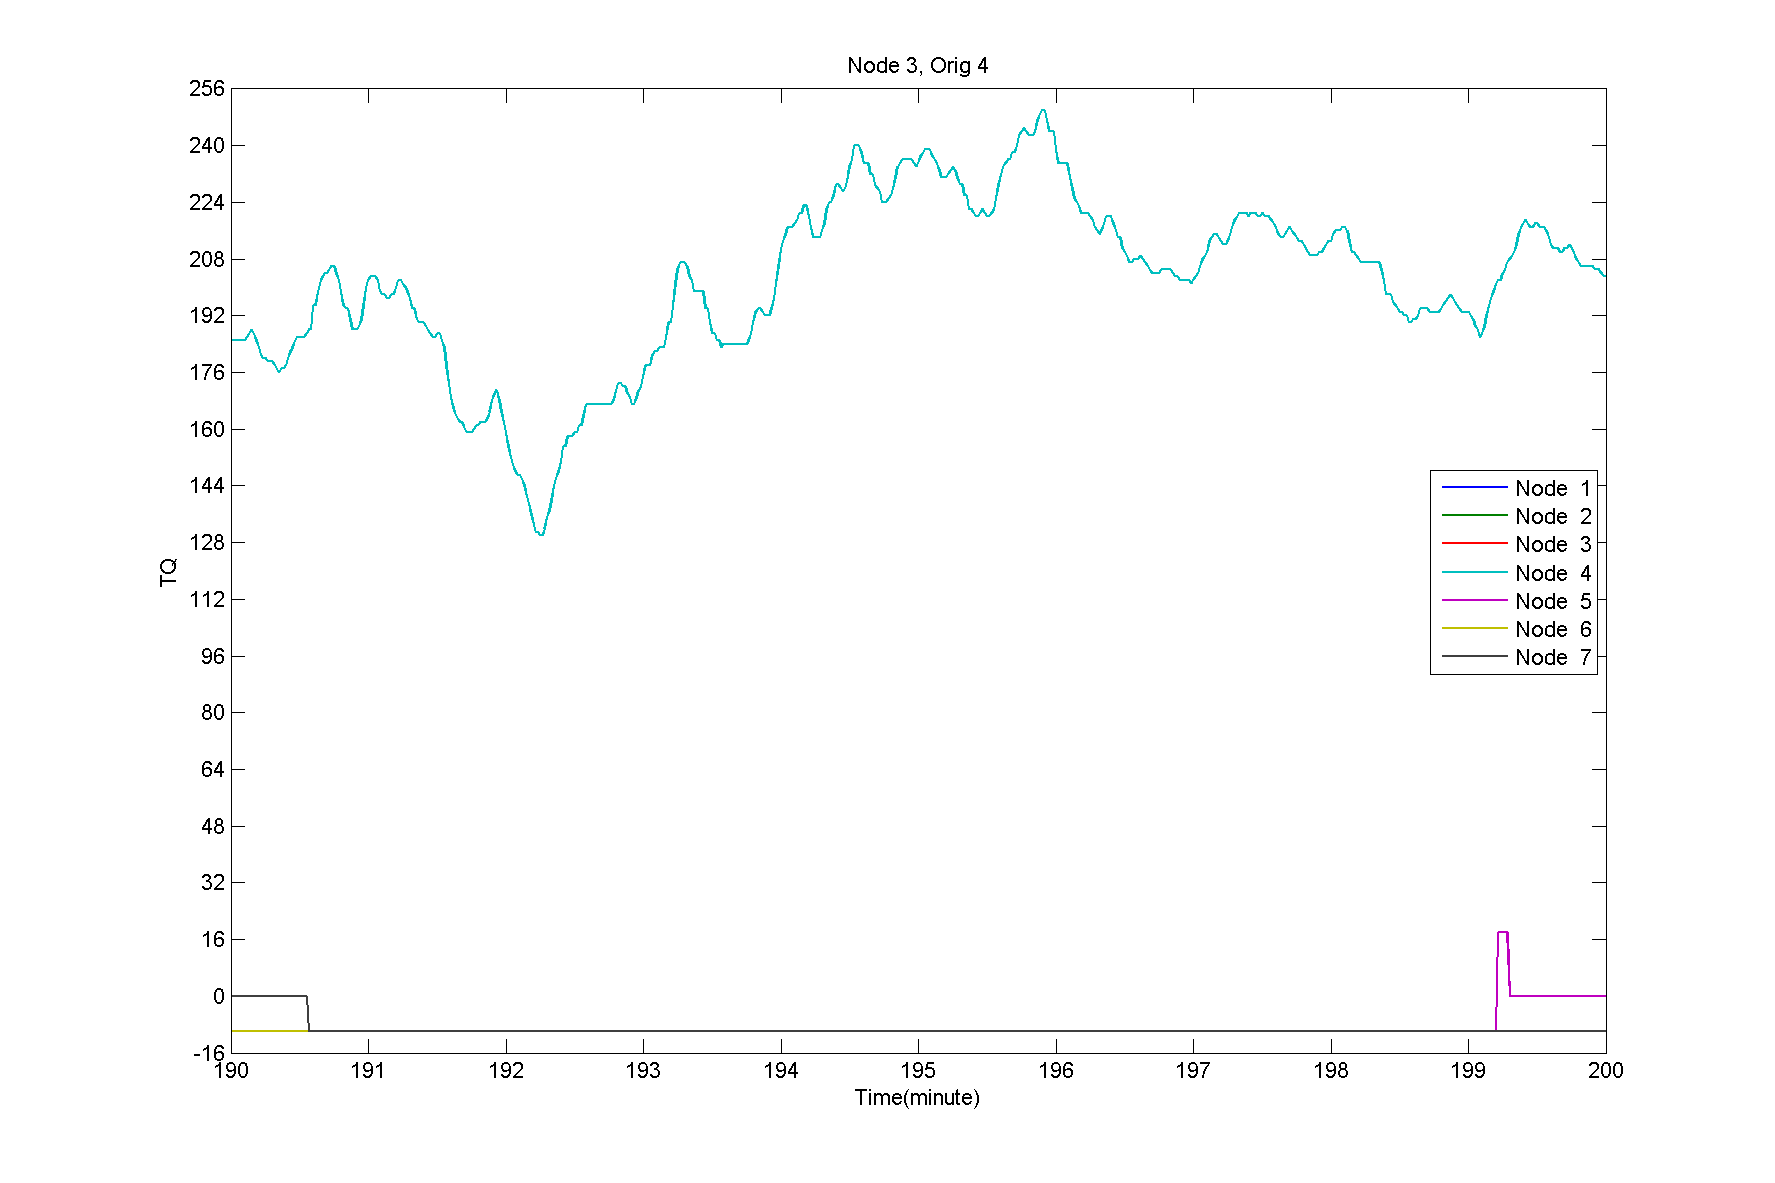 Node 3, Orig 4
256
240
224
208
192
176
160
144
128
112
96
80
64
48
32
16
0
-16
TQ
Node 1
Node 2
Node 3
Node 4
Node 5
Node 6
Node 7
190 191 192 193 194 195 196 197 198 199 200
Time(minute)